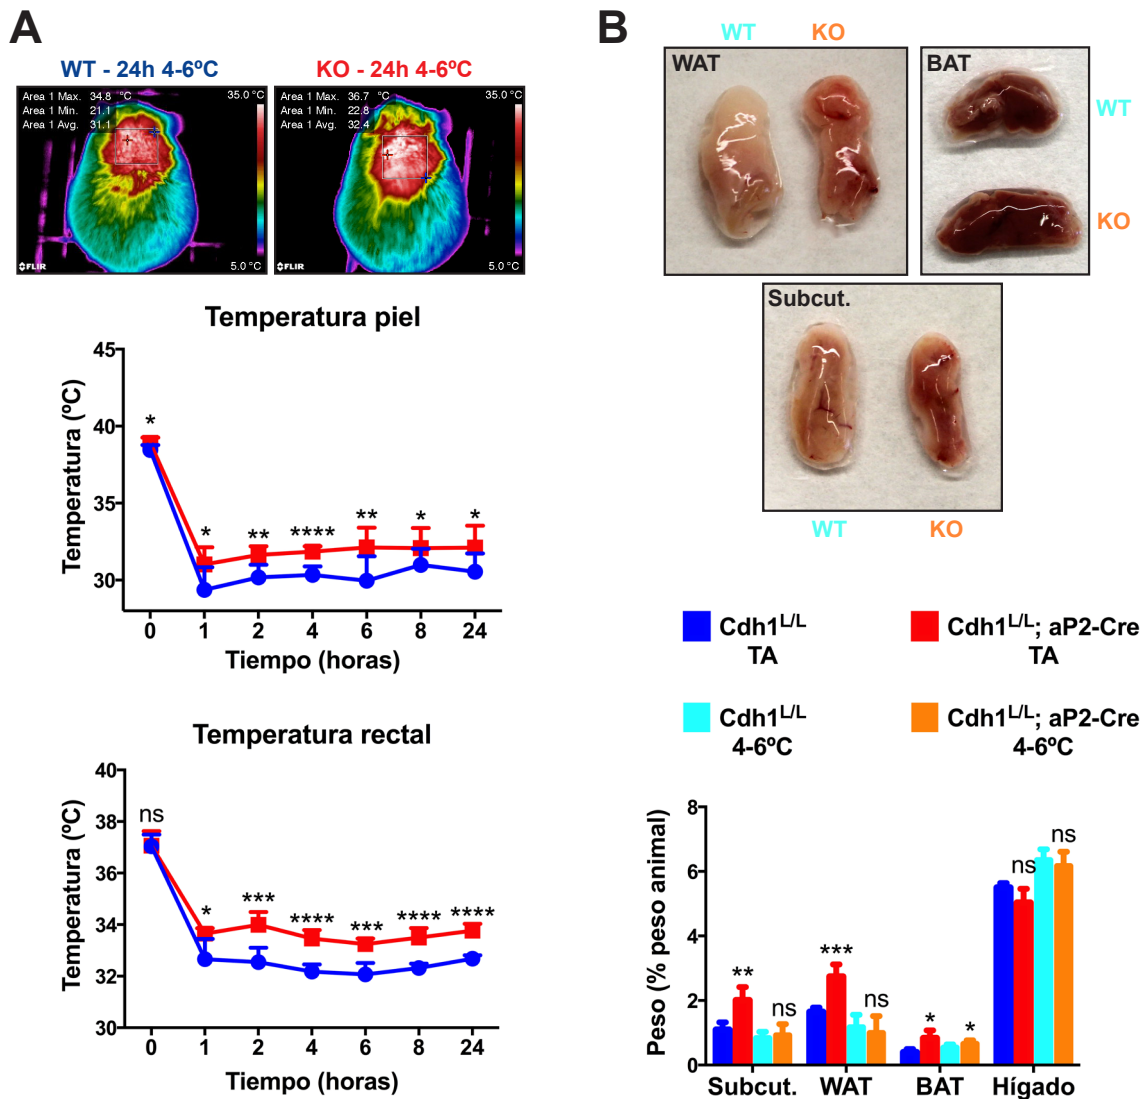 A
WT - 24h 4-6ºC
KO - 24h 4-6ºC
Area 1 Max. 34.8 °C
Area 1 Min. 21.1
Area 1 Avg. 31.1
35.0 °C
5.0 °C
FLIR
Area 1 Max. 36.7 °C
Area 1 Min. 22.8
Area 1 Avg. 32.4
35.0 °C
5.0 °C
FLIR
Temperatura piel
Temperatura (ºC)
45
40
35
30
* * ** **** ** * *
0 1 2 4 6 8 24
Tiempo (horas)
Temperatura rectal
Temperatura (ºC)
40
38
36
34
32
30
ns * *** **** *** **** ****
0 1 2 4 6 8 24
Tiempo (horas)
B
WT KO
WAT
BAT
WT
KO
Subcut.
WT KO
Cdh1L/L
TA
Cdh1L/L; aP2-Cre
TA
Cdh1L/L
4-6ºC
Cdh1L/L; aP2-Cre
4-6ºC
Peso (% peso animal)
8
6
4
2
0
** ns *** ns * * ns ns
Subcut. WAT BAT Hígado